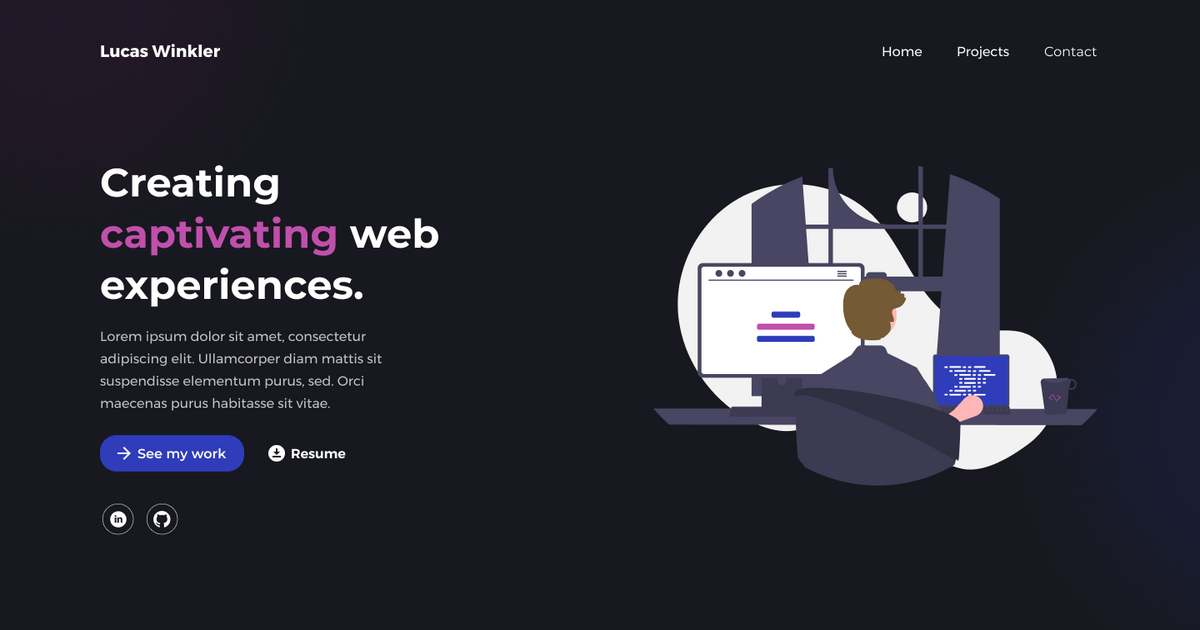 Lucas Winkler
Home Projects Contact
Creating
captivating web
experiences.
Lorem ipsum dolor sit amet, consectetur
adipiscing elit. Ullamcorper diam mattis sit
suspendisse elementum purus, sed. Orci
maecenas purus habitasse sit vitae.
See my work Resume
in